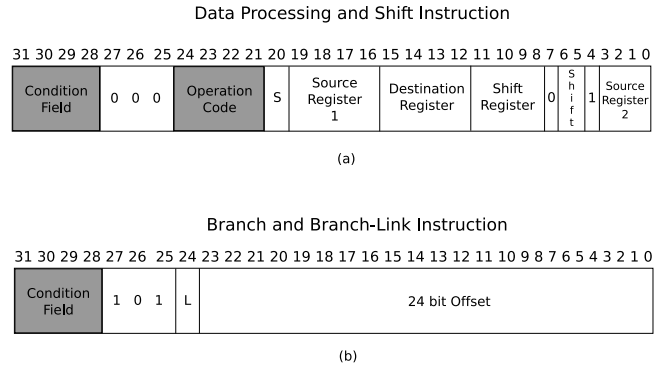 Data Processing and Shift Instruction
31 30 29 28 27 26 25 24 23 22 21 20 19 18 17 16 15 14 13 12 11 10 9 8 7 6 5 4 3 2 1 0
Condition
Field
0 0 0
Operation
Code
S
Source
Register
1
Destination
Register
Shift
Register
0
Shift
1
Source
Register
2
(a)
Branch and Branch-Link Instruction
31 30 29 28 27 26 25 24 23 22 21 20 19 18 17 16 15 14 13 12 11 10 9 8 7 6 5 4 3 2 1 0
Condition
Field
1 0 1
L
24 bit Offset
(b)